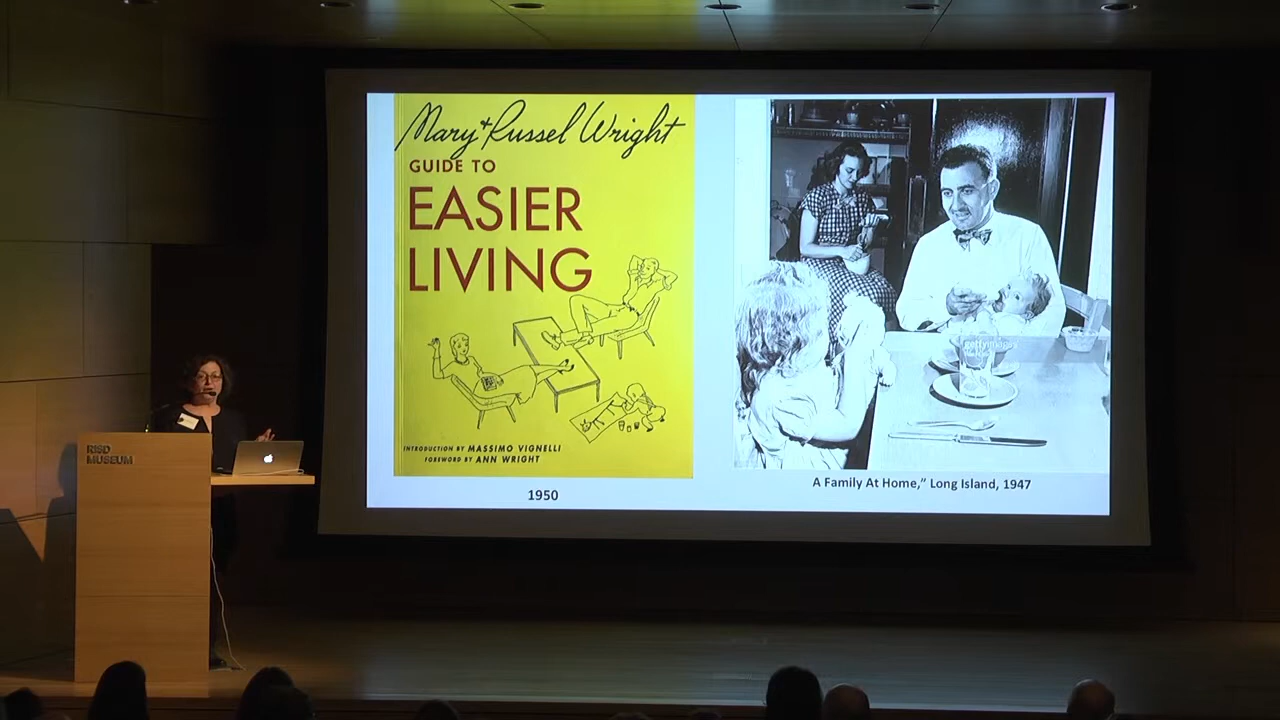 Mary + Russel Wright
GUIDE TO
EASIER
LIVING
INTRODUCTION BY MASSIMO VIGNELLI
FOREWORD BY ANN WRIGHT
1950
gettyimages
A Family At Home,” Long Island, 1947
RISD
MUSEUM